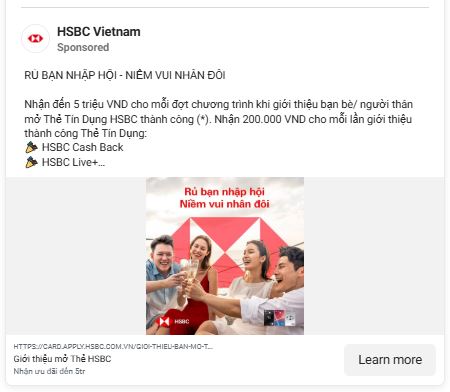 HSBC Vietnam
Sponsored
RỦ BẠN NHẬP HỘI - NIỀM VUI NHÂN ĐÔI
Nhận đến 5 triệu VND cho mỗi đợt chương trình khi giới thiệu bạn bè/ người thân
mở Thẻ Tín Dụng HSBC thành công (*). Nhận 200.000 VND cho mỗi lần giới thiệu
thành công Thẻ Tín Dụng:
🎉 HSBC Cash Back
🎉 HSBC Live+...
Rủ bạn nhập hội
Niềm vui nhân đôi
HSBC
HTTPS://CARD.APPLY.HSBC.COM.VN/GIOI-THIEU-BAN-MO-T...
Giới thiệu mở Thẻ HSBC
Nhận ưu đãi đến 5tr
Learn more